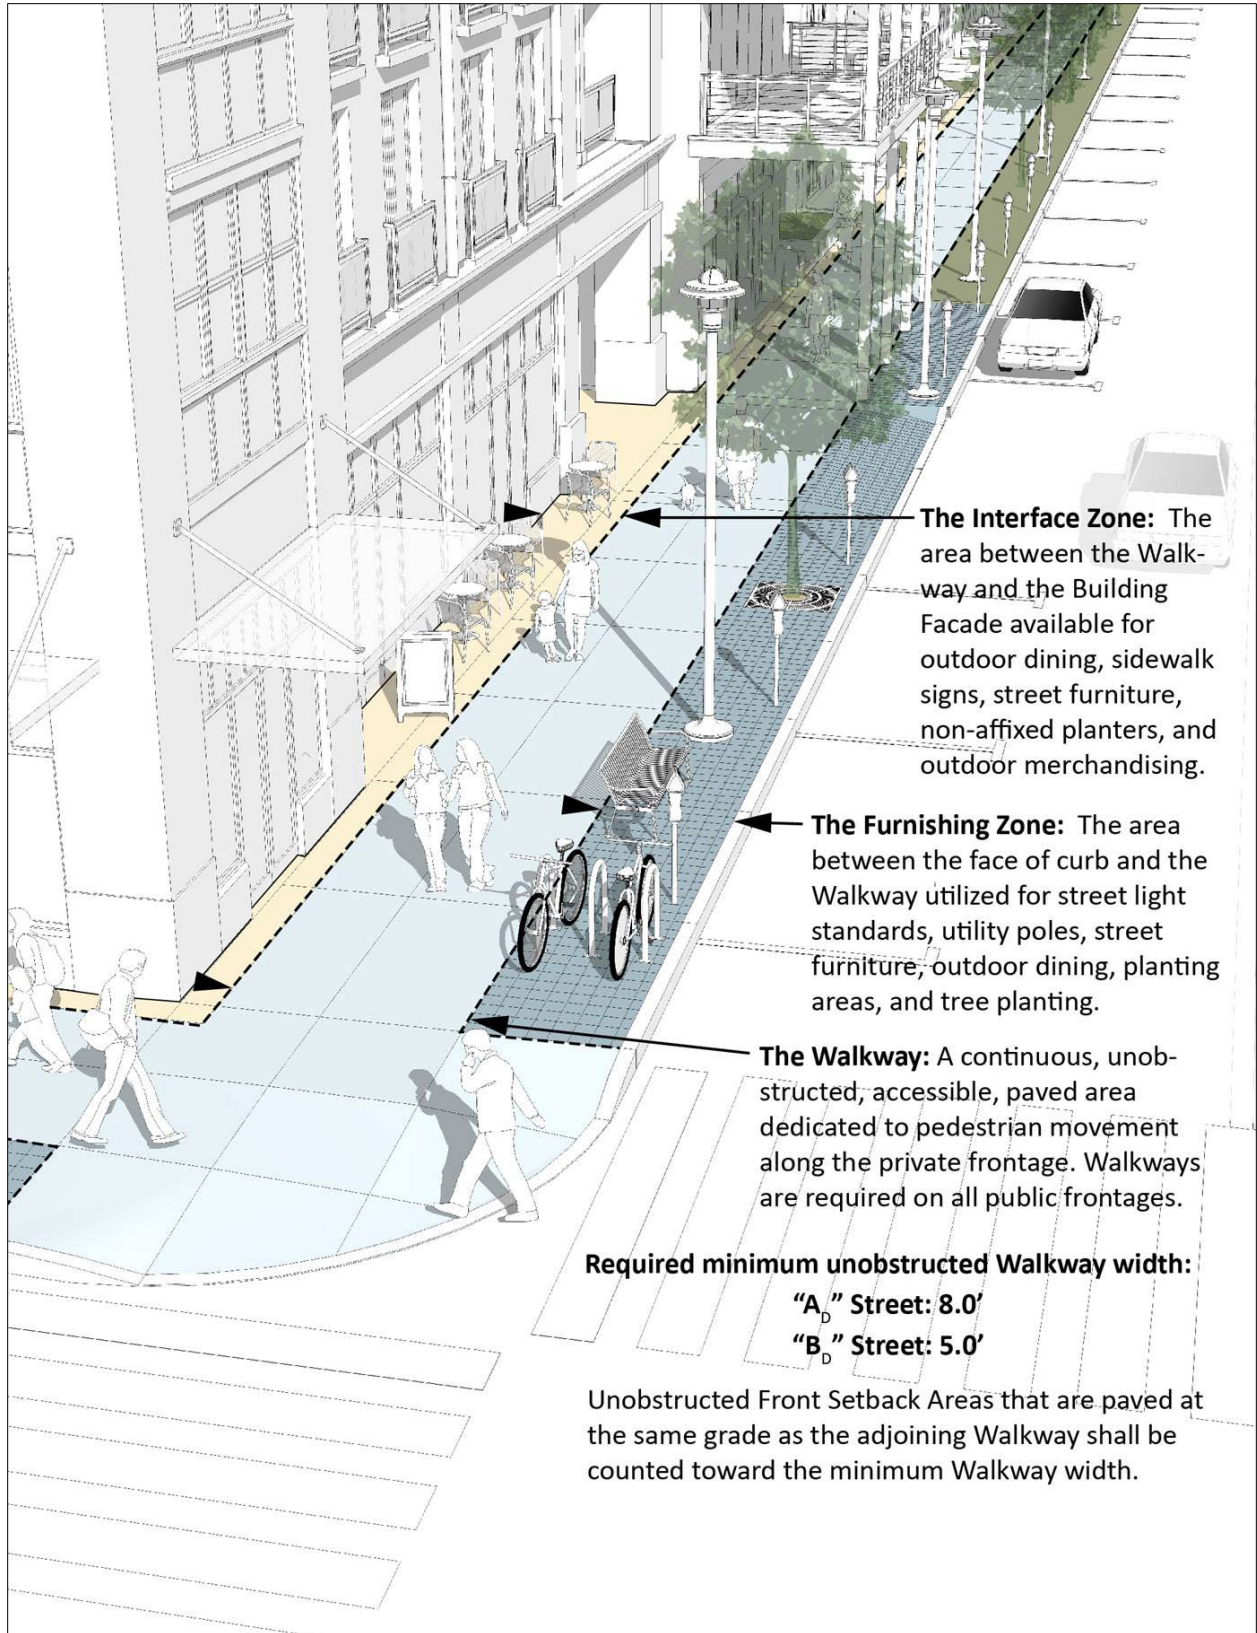 The Interface Zone: The
area between the Walk-
way and the Building
Facade available for
outdoor dining, sidewalk
signs, street furniture,
non-affixed planters, and
outdoor merchandising.
The Furnishing Zone: The area
between the face of curb and the
Walkway utilized for street light
standards, utility poles, street
furniture, outdoor dining, planting
areas, and tree planting.
The Walkway: A continuous, unob-
structed, accessible, paved area
dedicated to pedestrian movement
along the private frontage. Walkways
are required on all public frontages.
Required minimum unobstructed Walkway width:
“A_D” Street: 8.0’
“B_D” Street: 5.0’
Unobstructed Front Setback Areas that are paved at
the same grade as the adjoining Walkway shall be
counted toward the minimum Walkway width.